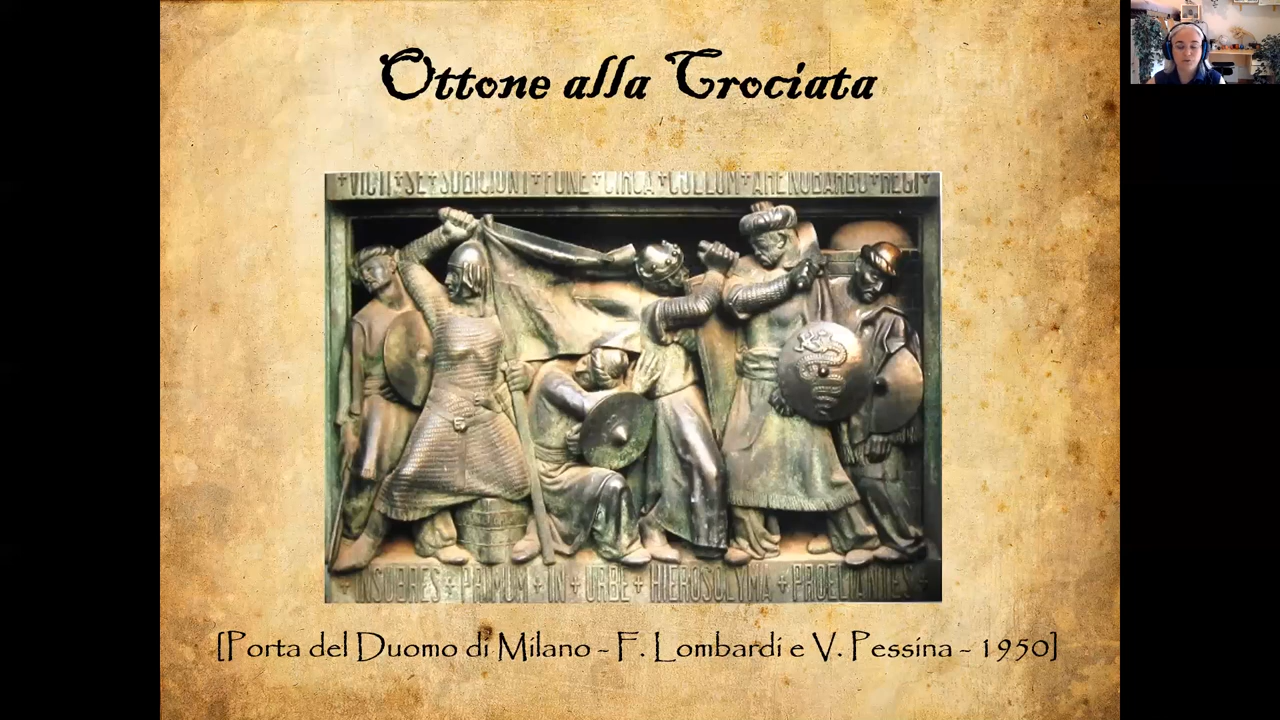 Ottone alla Crociata
+VICTI+SE+SUBICIUNT+FUNE+CIRCA+COLLUM+AHENOBARBO+REGI+
+INSUBRES+PRIMUM+IN+URBE+HIEROSOLYMA+PROELIANTES+
[Porta del Duomo di Milano - F. Lombardi e V. Pessina - 1950]